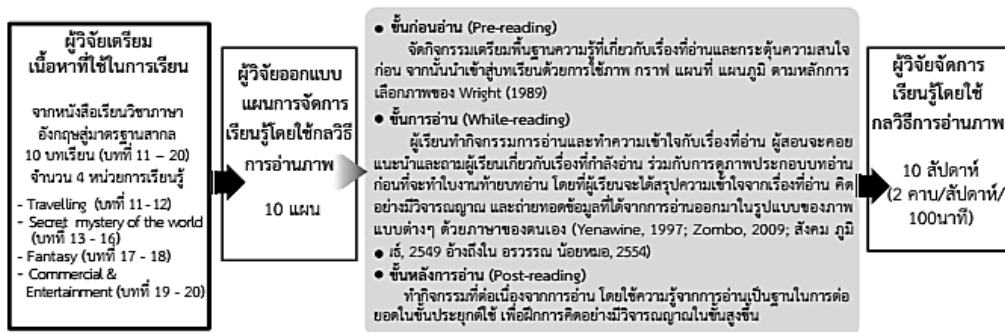 ผู้วิจัยเตรียม
เนื้อหาที่ใช้ในการเรียน
จากหนังสือเรียนวิชาภาษา
อังกฤษสู่มาตรฐานสากล
10 บทเรียน (บทที่ 11 – 20)
จำนวน 4 หน่วยการเรียนรู้
- Travelling (บทที่ 11-12)
- Secret mystery of the world
(บทที่ 13 - 16)
- Fantasy (บทที่ 17 - 18)
- Commercial &
Entertainment (บทที่ 19 - 20)
ผู้วิจัยออกแบบ
แผนการจัดการ
เรียนรู้โดยใช้กลวิธี
การอ่านภาพ
10 แผน
● ขั้นก่อนอ่าน (Pre-reading)
จัดกิจกรรมเตรียมพื้นฐานความรู้ที่เกี่ยวกับเรื่องที่อ่านและกระตุ้นความสนใจ
ก่อน จากนั้นนำเข้าสู่บทเรียนด้วยการใช้ภาพ กราฟ แผนที่ แผนภูมิ ตามหลักการ
เลือกภาพของ Wright (1989)
● ขั้นการอ่าน (While-reading)
ผู้เรียนทำกิจกรรมการอ่านและทำความเข้าใจกับเรื่องที่อ่าน ผู้สอนจะคอย
แนะนำและถามผู้เรียนเกี่ยวกับเรื่องที่กำลังอ่าน ร่วมกับการดูภาพประกอบบทอ่าน
ก่อนที่จะทำใบงานท้ายบทอ่าน โดยที่ผู้เรียนจะได้สรุปความเข้าใจจากเรื่องที่อ่าน คิด
อย่างมีวิจารณญาณ และถ่ายทอดข้อมูลที่ได้จากการอ่านออกมาในรูปแบบของภาพ
แบบต่างๆ ด้วยภาษาของตนเอง (Yenawine, 1997; Zombo, 2009; สังคม ภูมิ
2549 อ้างถึงใน อรวรรณ น้อยหมอ, 2554)
● ขั้นหลังการอ่าน (Post-reading)
ทำกิจกรรมที่ต่อเนื่องจากการอ่าน โดยใช้ความรู้จากการอ่านเป็นฐานในการต่อ
ยอดในขั้นประยุกต์ใช้ เพื่อฝึกการคิดอย่างมีวิจารณญาณในขั้นสูงขึ้น
ผู้วิจัยจัดการ
เรียนรู้โดยใช้
กลวิธีการอ่านภาพ
10 สัปดาห์
(2 คาบ/สัปดาห์/
100นาที)